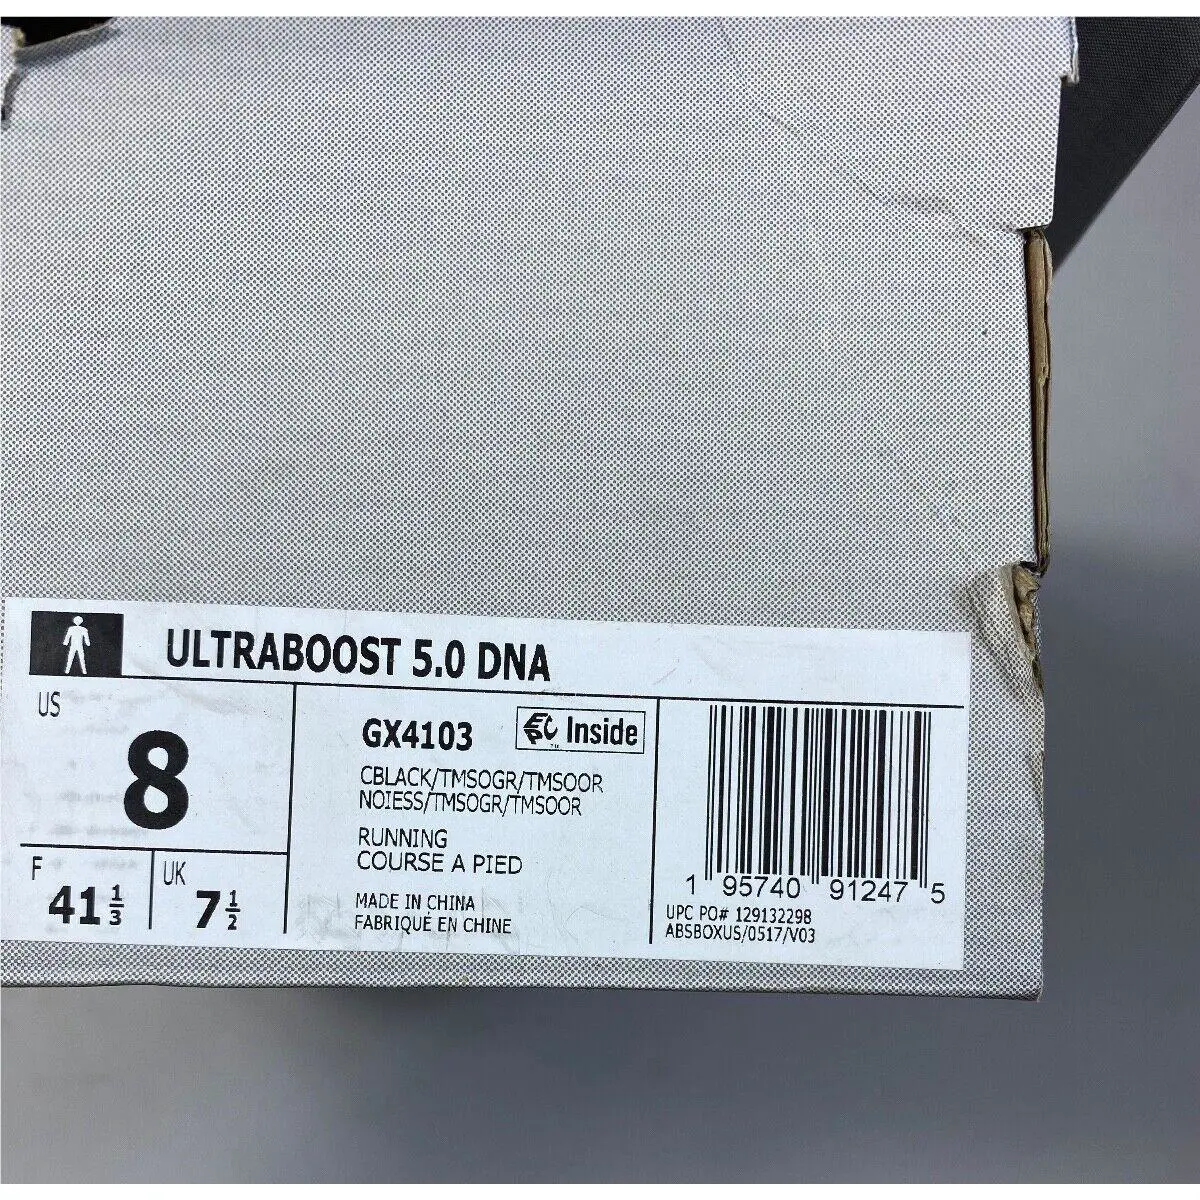 ULTRABOOST 5.0 DNA
US
8
F
41 1/3
UK
7 1/2
GX4103
EPC Inside
CBLACK/TMSOGR/TMSOOR
NOIESS/TMSOGR/TMSOOR
RUNNING
COURSE A PIED
MADE IN CHINA
FABRIQUÉ EN CHINE
1 95740 91247 5
UPC PO# 129132298
ABSBOXUS/0517/V03